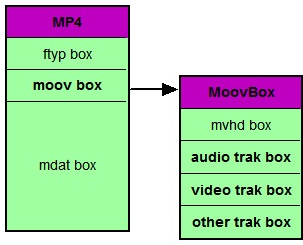 MP4
ftyp box
moov box
mdat box
MoovBox
mvhd box
audio trak box
video trak box
other trak box